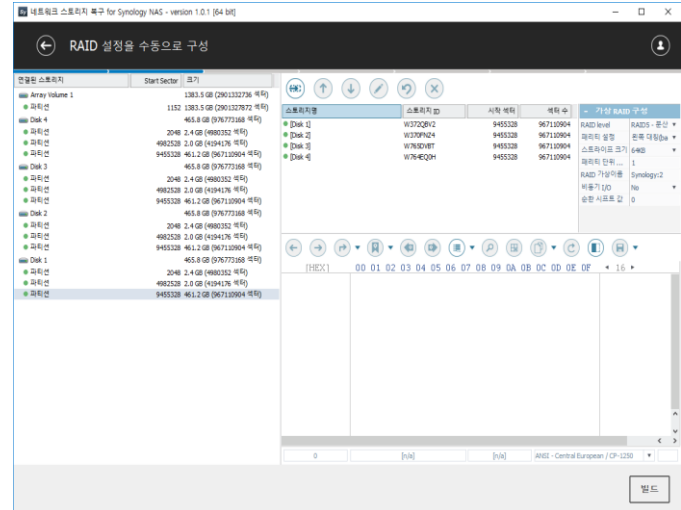 네트워크 스토리지 복구 for Synology NAS - version 1.0.1 [64 bit]
RAID 설정을 수동으로 구성
연결된 스토리지 Start Sector 크기
Array Volume 1 1383.5 GB (2901332736 섹터)
파티션 1152 1383.5 GB (2901327872 섹터)
Disk 4 465.8 GB (976773168 섹터)
파티션 2048 2.4 GB (4980352 섹터)
파티션 4982528 2.0 GB (4194176 섹터)
파티션 9455328 461.2 GB (967110904 섹터)
Disk 3 465.8 GB (976773168 섹터)
파티션 2048 2.4 GB (4980352 섹터)
파티션 4982528 2.0 GB (4194176 섹터)
파티션 9455328 461.2 GB (967110904 섹터)
Disk 2 465.8 GB (976773168 섹터)
파티션 2048 2.4 GB (4980352 섹터)
파티션 4982528 2.0 GB (4194176 섹터)
파티션 9455328 461.2 GB (967110904 섹터)
Disk 1 465.8 GB (976773168 섹터)
파티션 2048 2.4 GB (4980352 섹터)
파티션 4982528 2.0 GB (4194176 섹터)
파티션 9455328 461.2 GB (967110904 섹터)
HEX
스토리지명 스토리지 ID 시작 섹터 섹터 수
[Disk 1] W372QBV2 9455328 967110904
[Disk 2] W370PNZ4 9455328 967110904
[Disk 3] W765DVBT 9455328 967110904
[Disk 4] W764EQ0H 9455328 967110904
- 가상 RAID 구성
RAID level RAID5 - 분산
패리티 설정 왼쪽 대칭(ba
스트라이프 크기 64KB
패리티 단위 ... 1
RAID 가상이름 Synology:2
비동기 I/O No
순환 시프트 값 0
[HEX] 00 01 02 03 04 05 06 07 08 09 0A 0B 0C 0D 0E 0F 16
0 [n/a] [n/a] ANSI - Central European / CP-1250
빌드